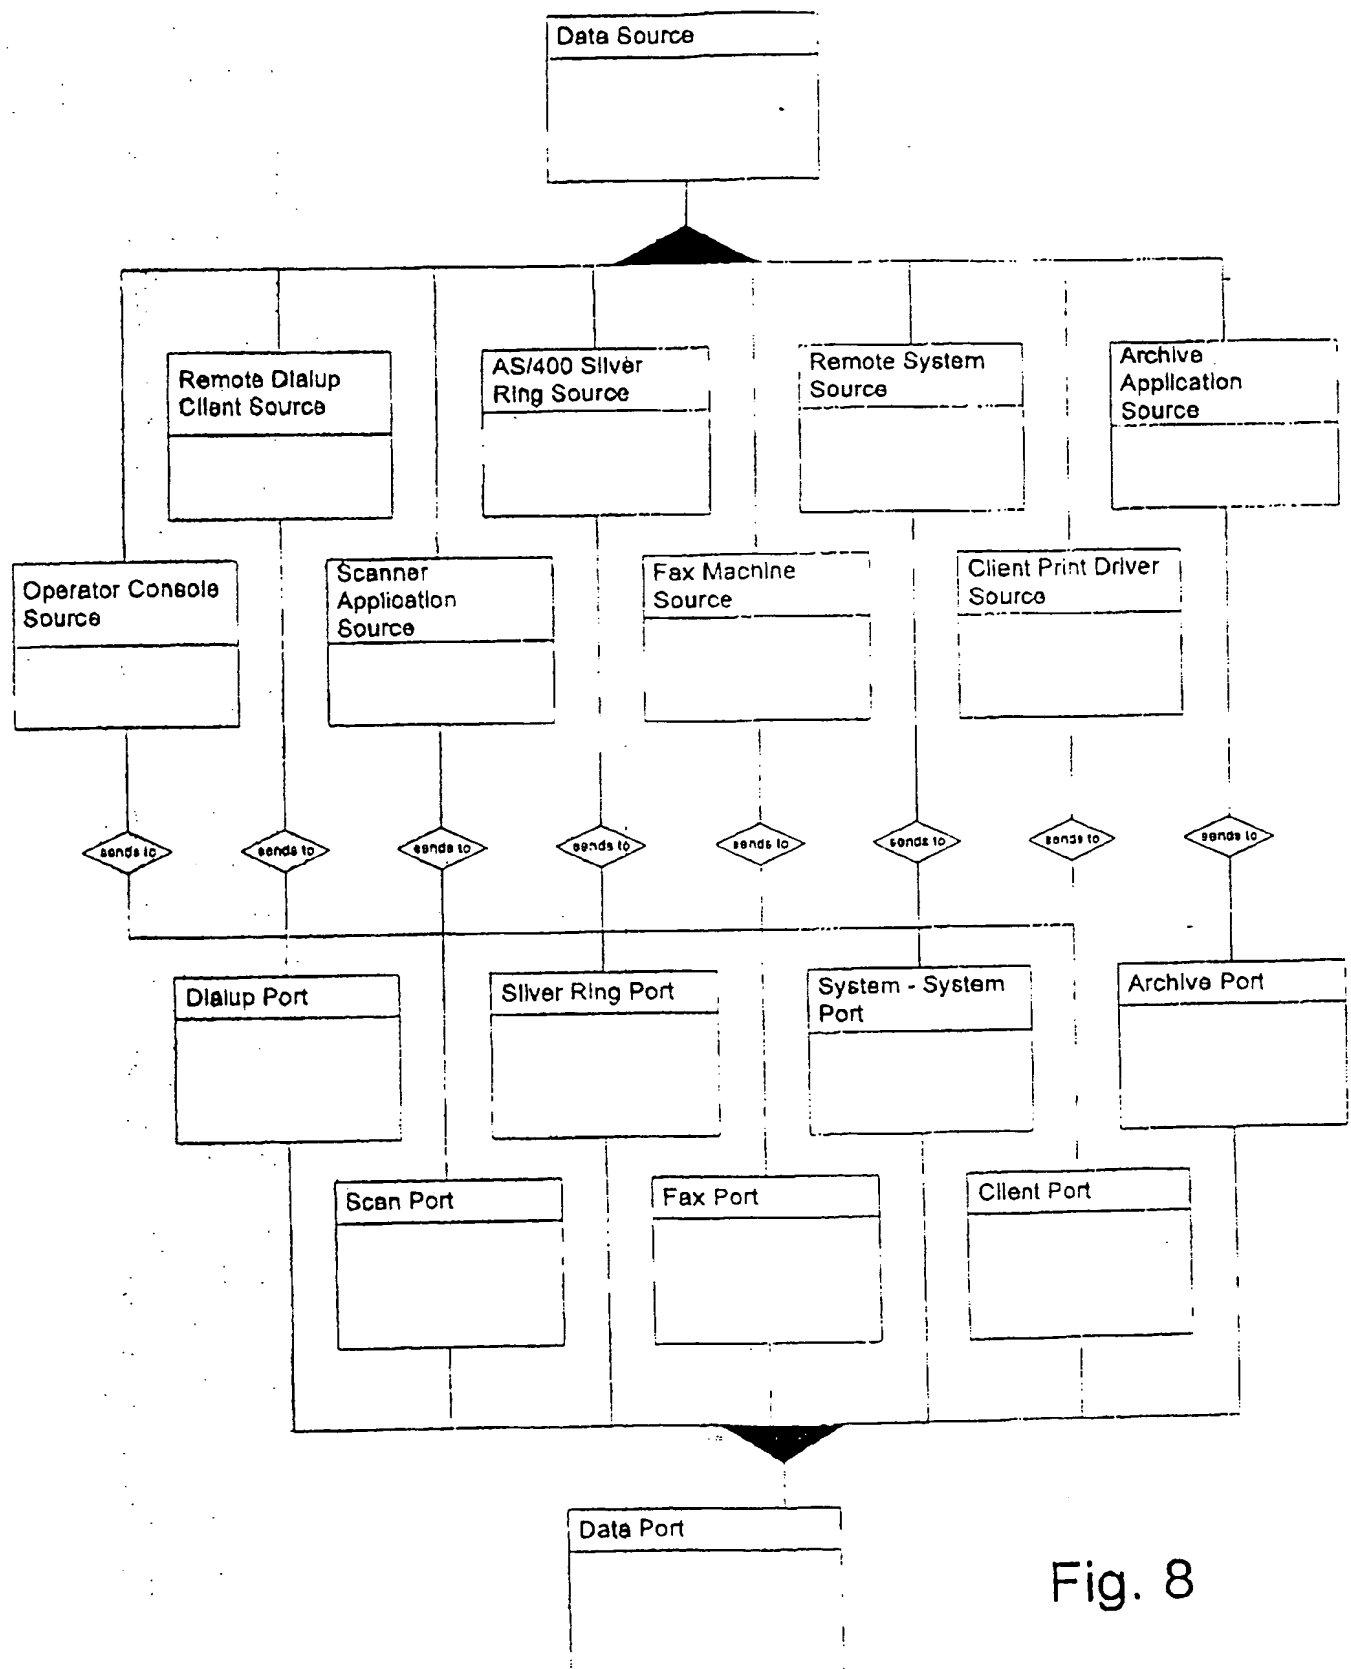 Data Source
Remote Dialup
Client Source
AS/400 Silver
Ring Source
Remote System
Source
Archive
Application
Source
Operator Console
Source
Scanner
Application
Source
Fax Machine
Source
Client Print Driver
Source
sends to
sends to
sends to
sends to
sends to
sends to
sends to
sends to
Dialup Port
Silver Ring Port
System - System
Port
Archive Port
Scan Port
Fax Port
Client Port
Data Port
Fig. 8